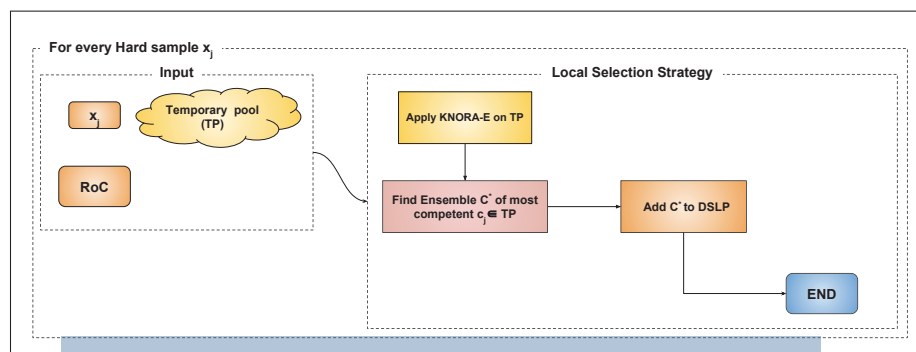 For every Hard sample xj
Input
xj
Temporary pool
(TP)
RoC
Local Selection Strategy
Apply KNORA-E on TP
Find Ensemble C* of most
competent cj ∈ TP
Add C* to DSLP
END